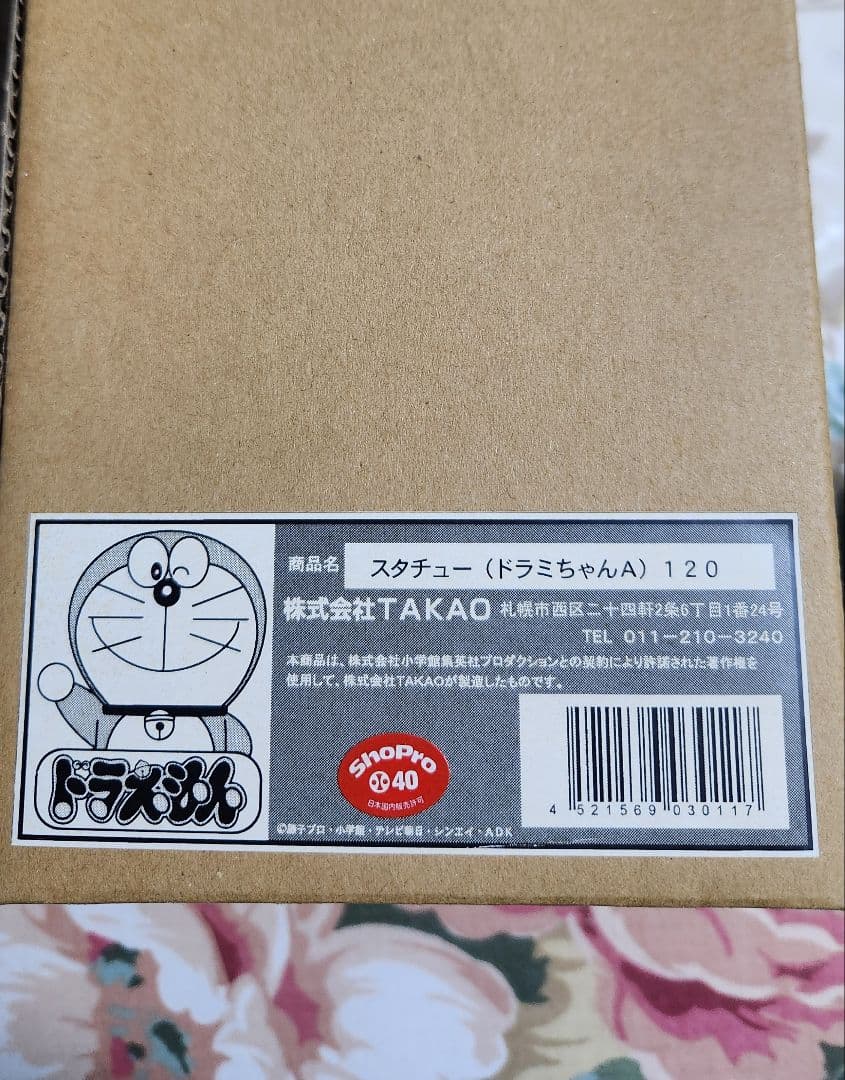 商品名 スタチュー（ドラミちゃんA）120
株式会社TAKAO 札幌市西区二十四軒2条6丁目1番24号
TEL 011-210-3240
本商品は、株式会社小学館集英社プロダクションとの契約により許諾された著作権を
使用して、株式会社TAKAOが製造したものです。
ドラえもん
ShoPro
40
日本国内販売許可
4 521569 030117
©藤子プロ・小学館・テレビ朝日・シンエイ・ADK